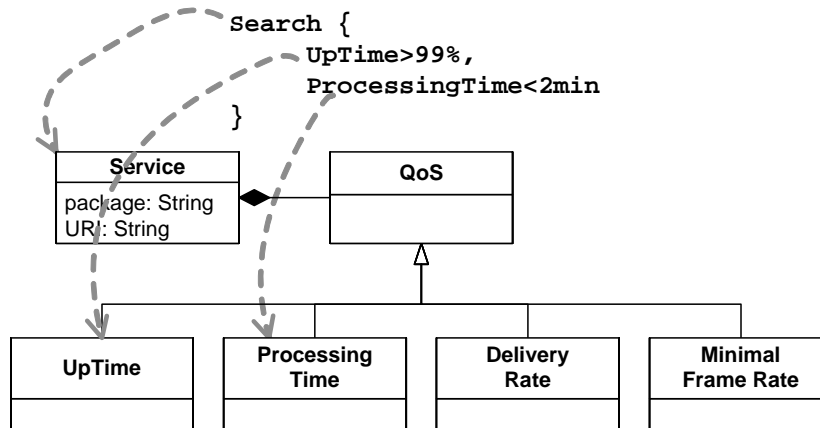 Search {
UpTime>99%,
ProcessingTime<2min
}
Service
QoS
package: String
URI: String
UpTime
Processing
Time
Delivery
Rate
Minimal
Frame Rate